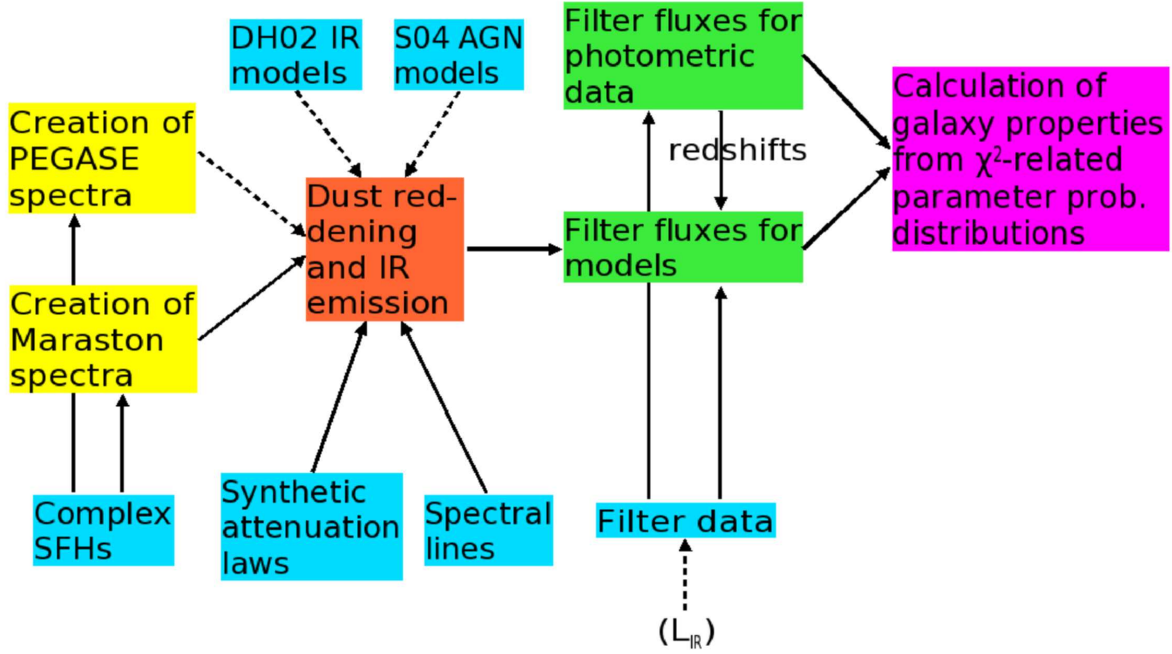 DH02 IR
models
S04 AGN
models
Filter fluxes for
photometric
data
Calculation of
galaxy properties
from χ²-related
parameter prob.
distributions
Creation of
PEGASE
spectra
redshifts
Dust red-
dening
and IR
emission
Filter fluxes for
models
Creation of
Maraston
spectra
Complex
SFHs
Synthetic
attenuation
laws
Spectral
lines
Filter data
(L_IR)